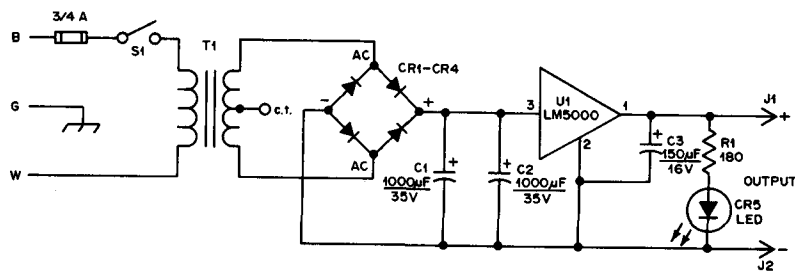 3/4 A
B
S1
T1
AC
CR1-CR4
G
c.t.
-
+
3
U1
LM5000
1
2
J1
+
W
AC
+
C1
1000µF
35V
+
C2
1000µF
35V
+
C3
150µF
16V
R1
180
OUTPUT
CR5
LED
-
J2